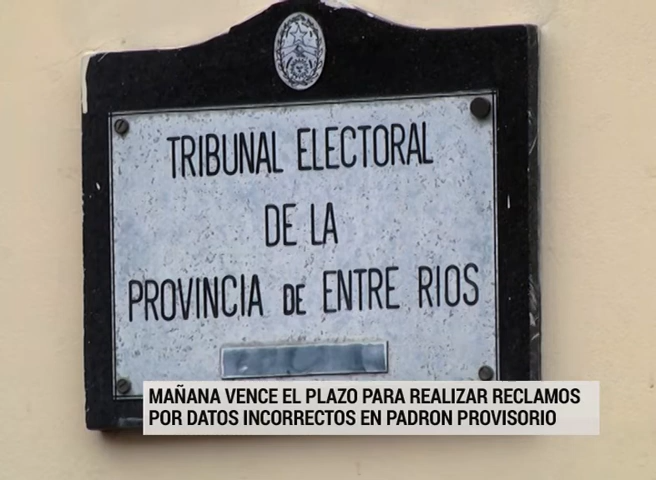 TRIBUNAL ELECTORAL
DE LA
PROVINCIA DE ENTRE RIOS
MAÑANA VENCE EL PLAZO PARA REALIZAR RECLAMOS
POR DATOS INCORRECTOS EN PADRON PROVISORIO